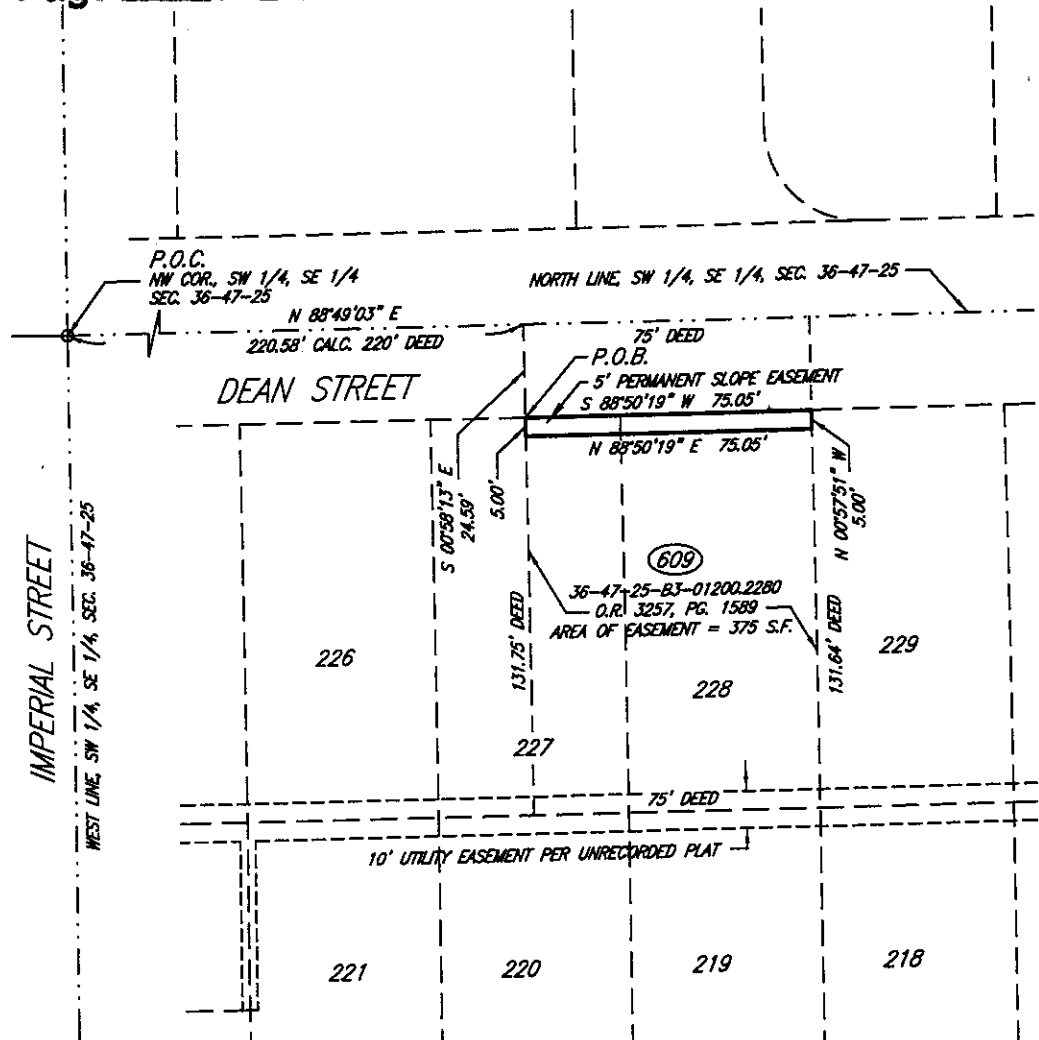 P.O.C.
NW COR., SW 1/4, SE 1/4
SEC. 36-47-25
NORTH LINE, SW 1/4, SE 1/4, SEC. 36-47-25
N 88°49'03" E
220.58' CALC. 220' DEED
75' DEED
P.O.B.
5' PERMANENT SLOPE EASEMENT
S 88°50'19" W 75.05'
DEAN STREET
N 88°50'19" E 75.05'
S 00°58'13" E
24.59'
5.00'
N 00°57'51" W
5.00'
IMPERIAL STREET
WEST LINE, SW 1/4, SE 1/4, SEC. 36-47-25
609
36-47-25-B3-01200.2280
O.R. 3257, PG. 1589
AREA OF EASEMENT = 375 S.F.
131.75' DEED
131.64' DEED
226
229
228
227
75' DEED
10' UTILITY EASEMENT PER UNRECORDED PLAT
221
220
219
218